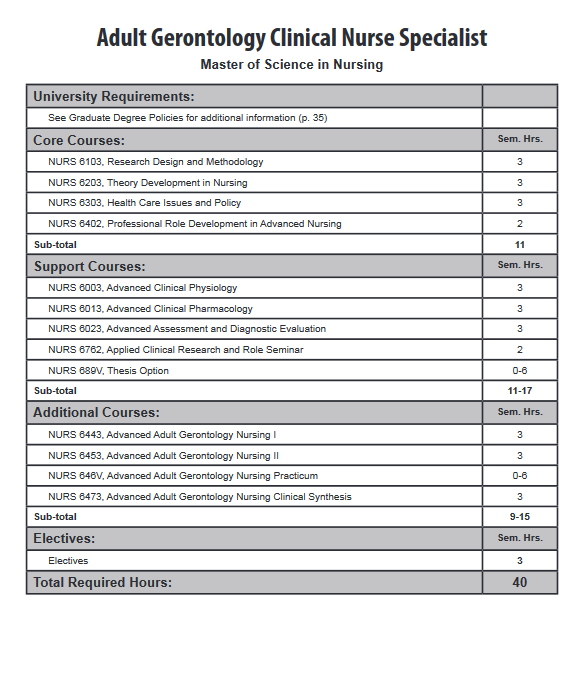 Adult Gerontology Clinical Nurse Specialist
Master of Science in Nursing
University Requirements:
See Graduate Degree Policies for additional information (p. 35)
Core Courses: Sem. Hrs.
NURS 6103, Research Design and Methodology 3
NURS 6203, Theory Development in Nursing 3
NURS 6303, Health Care Issues and Policy 3
NURS 6402, Professional Role Development in Advanced Nursing 2
Sub-total 11
Support Courses: Sem. Hrs.
NURS 6003, Advanced Clinical Physiology 3
NURS 6013, Advanced Clinical Pharmacology 3
NURS 6023, Advanced Assessment and Diagnostic Evaluation 3
NURS 6762, Applied Clinical Research and Role Seminar 2
NURS 689V, Thesis Option 0-6
Sub-total 11-17
Additional Courses: Sem. Hrs.
NURS 6443, Advanced Adult Gerontology Nursing I 3
NURS 6453, Advanced Adult Gerontology Nursing II 3
NURS 646V, Advanced Adult Gerontology Nursing Practicum 0-6
NURS 6473, Advanced Adult Gerontology Nursing Clinical Synthesis 3
Sub-total 9-15
Electives: Sem. Hrs.
Electives 3
Total Required Hours: 40